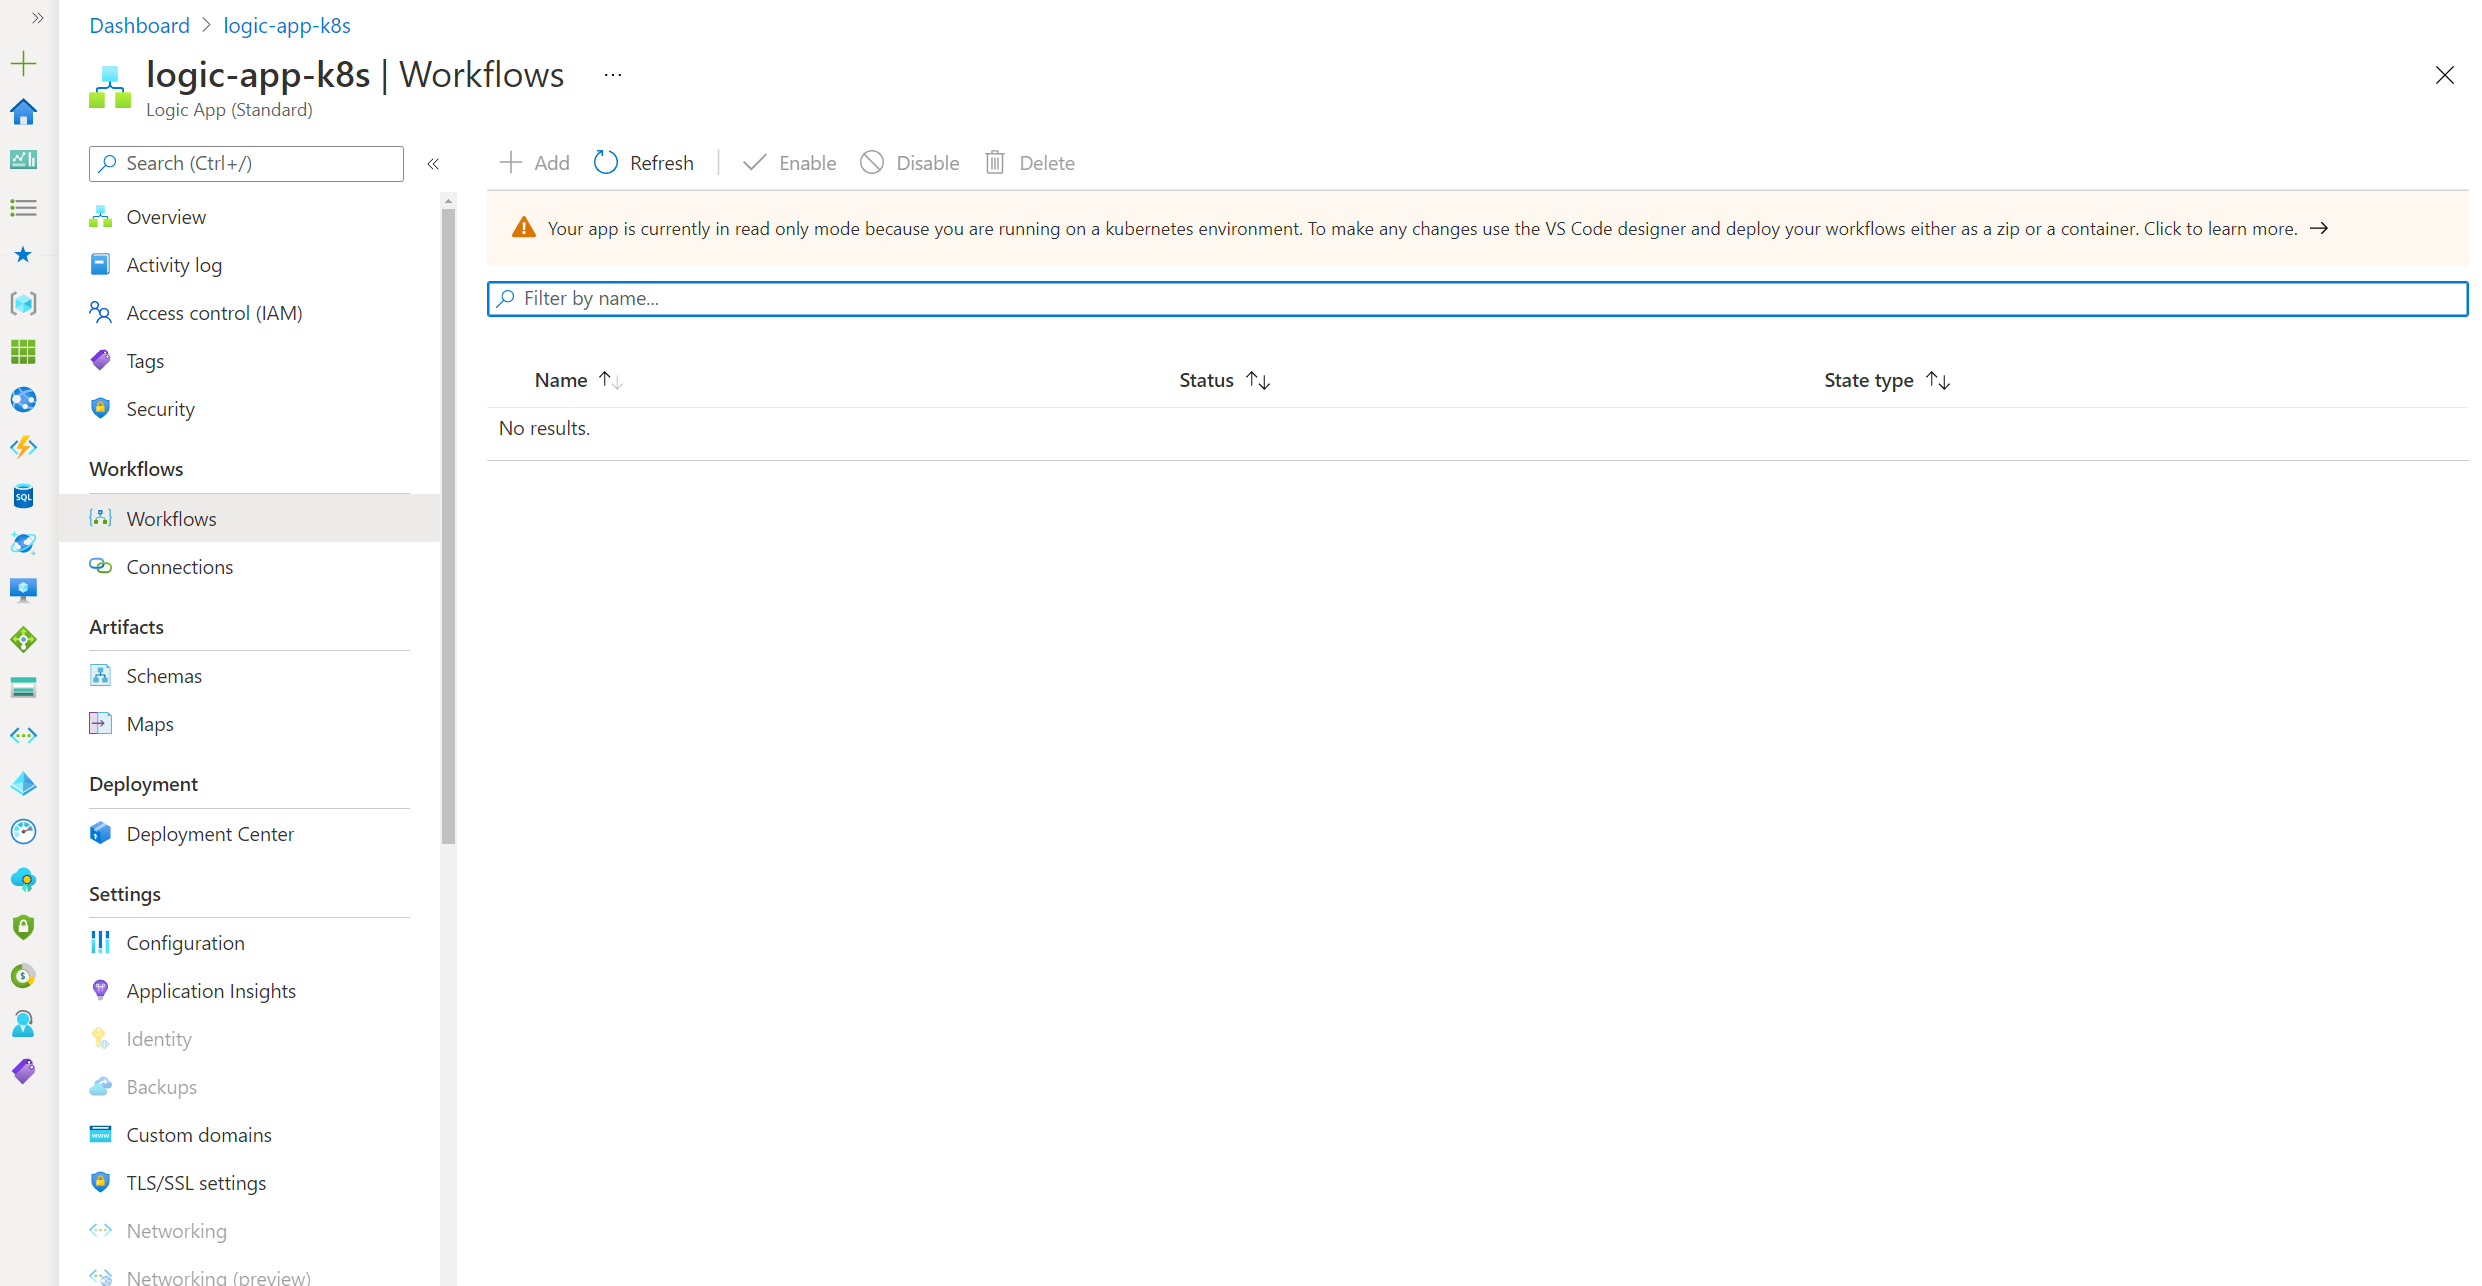 Dashboard > logic-app-k8s
logic-app-k8s | Workflows ...
Logic App (Standard)
Search (Ctrl+/)
Overview
Activity log
Access control (IAM)
Tags
Security
Workflows
Workflows
Connections
Artifacts
Schemas
Maps
Deployment
Deployment Center
Settings
Configuration
Application Insights
Identity
Backups
Custom domains
TLS/SSL settings
Networking
Networking (preview)
Add Refresh Enable Disable Delete
Your app is currently in read only mode because you are running on a kubernetes environment. To make any changes use the VS Code designer and deploy your workflows either as a zip or a container. Click to learn more. →
Filter by name...
Name Status State type
No results.
SQL
$
www